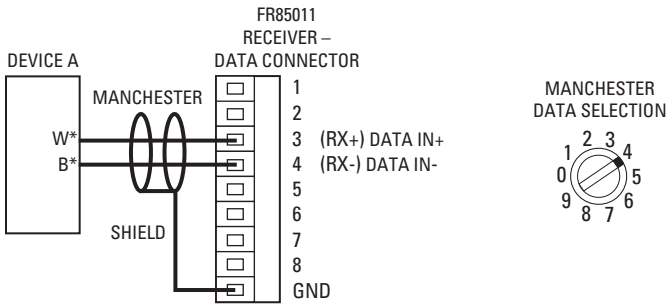 FR85011
RECEIVER –
DATA CONNECTOR
DEVICE A
MANCHESTER
W*
B*
SHIELD
1
2
3 (RX+) DATA IN+
4 (RX-) DATA IN-
5
6
7
8
GND
MANCHESTER
DATA SELECTION
0
1
2
3
4
5
6
7
8
9